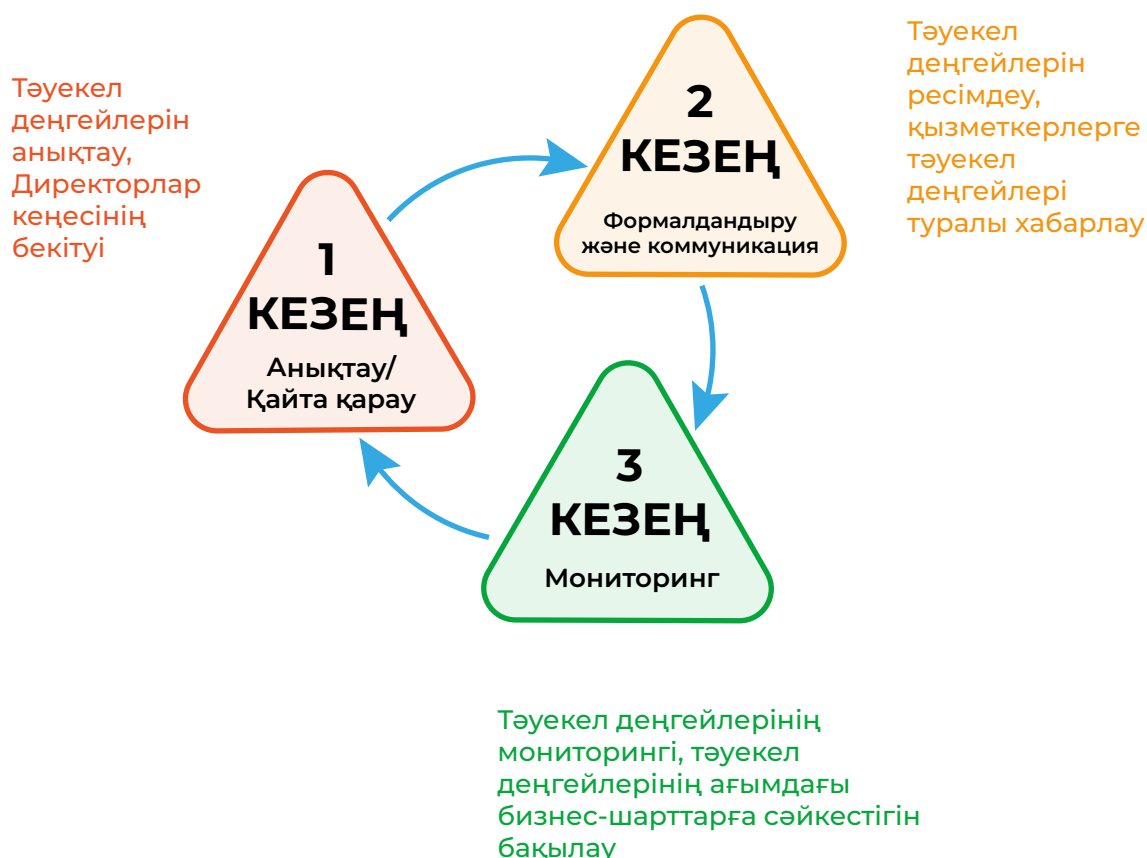 Тәуекел
деңгейлерін
анықтау,
Директорлар
кеңесінің
бекітуі
1
КЕЗЕҢ
Анықтау/
Қайта қарау
2
КЕЗЕҢ
Формалдандыру
және коммуникация
Тәуекел
деңгейлерін
ресімдеу,
қызметкерлерге
тәуекел
деңгейлері
туралы хабарлау
3
КЕЗЕҢ
Мониторинг
Тәуекел деңгейлерінің
мониторингі, тәуекел
деңгейлерінің ағымдағы
бизнес-шарттарға сәйкестігін
бақылау